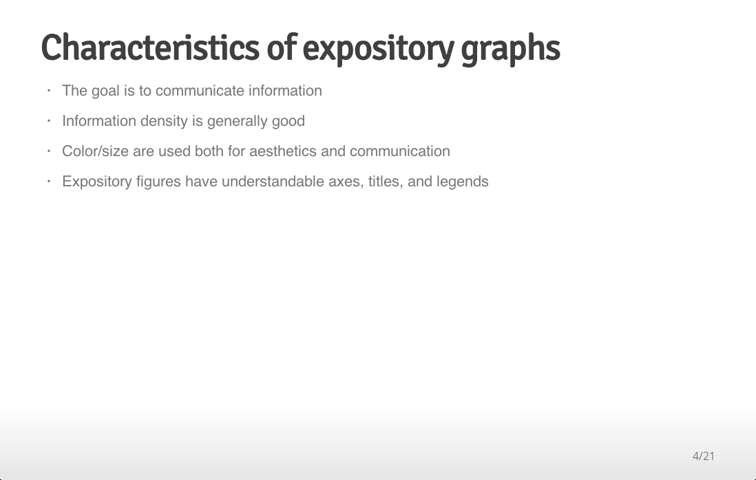 Characteristics of expository graphs
· The goal is to communicate information
· Information density is generally good
· Color/size are used both for aesthetics and communication
· Expository figures have understandable axes, titles, and legends
4/21